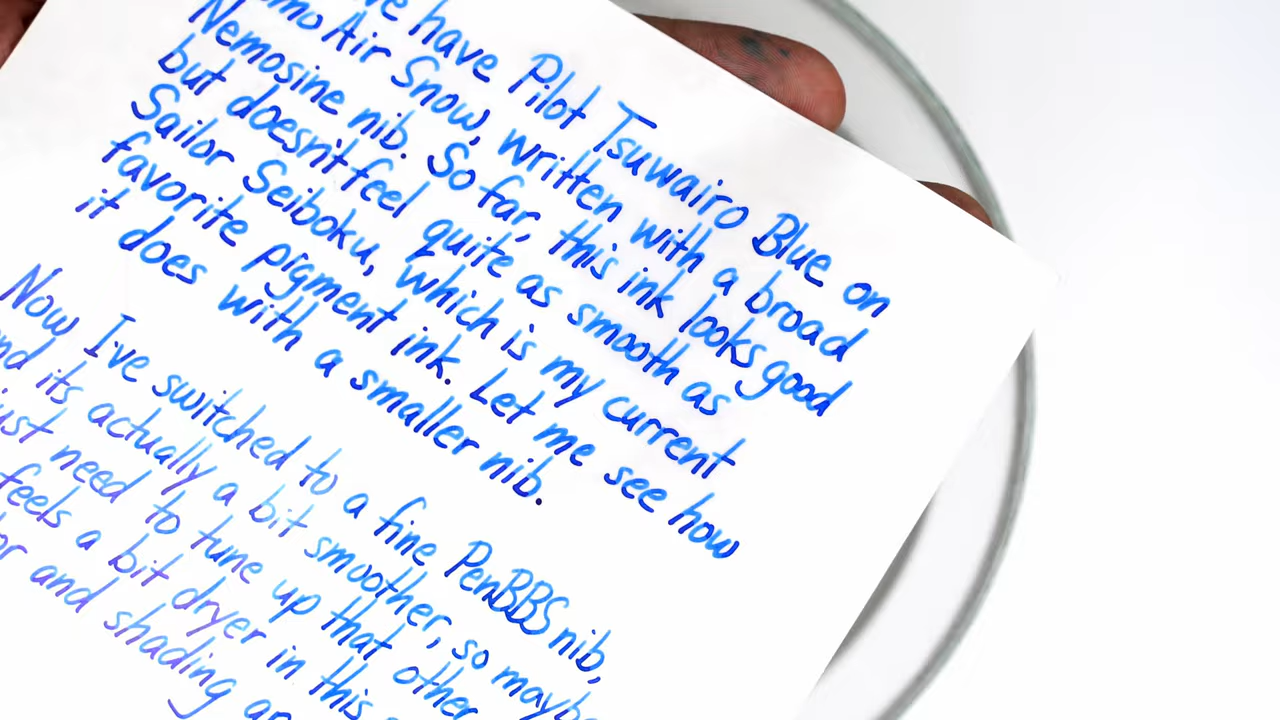 have Pilot Tsuwairo Blue on
Air Snow, written with a broad
Nemosine nib. So far, this ink looks good
but doesn't feel quite as smooth as
Sailor Seiboku, which is my current
favorite pigment ink. Let me see how
it does with a smaller nib.
Now I've switched to a fine PenBBS nib,
its actually a bit smoother, so maybe
need to tune up that other
feels a bit dryer in this
and shading